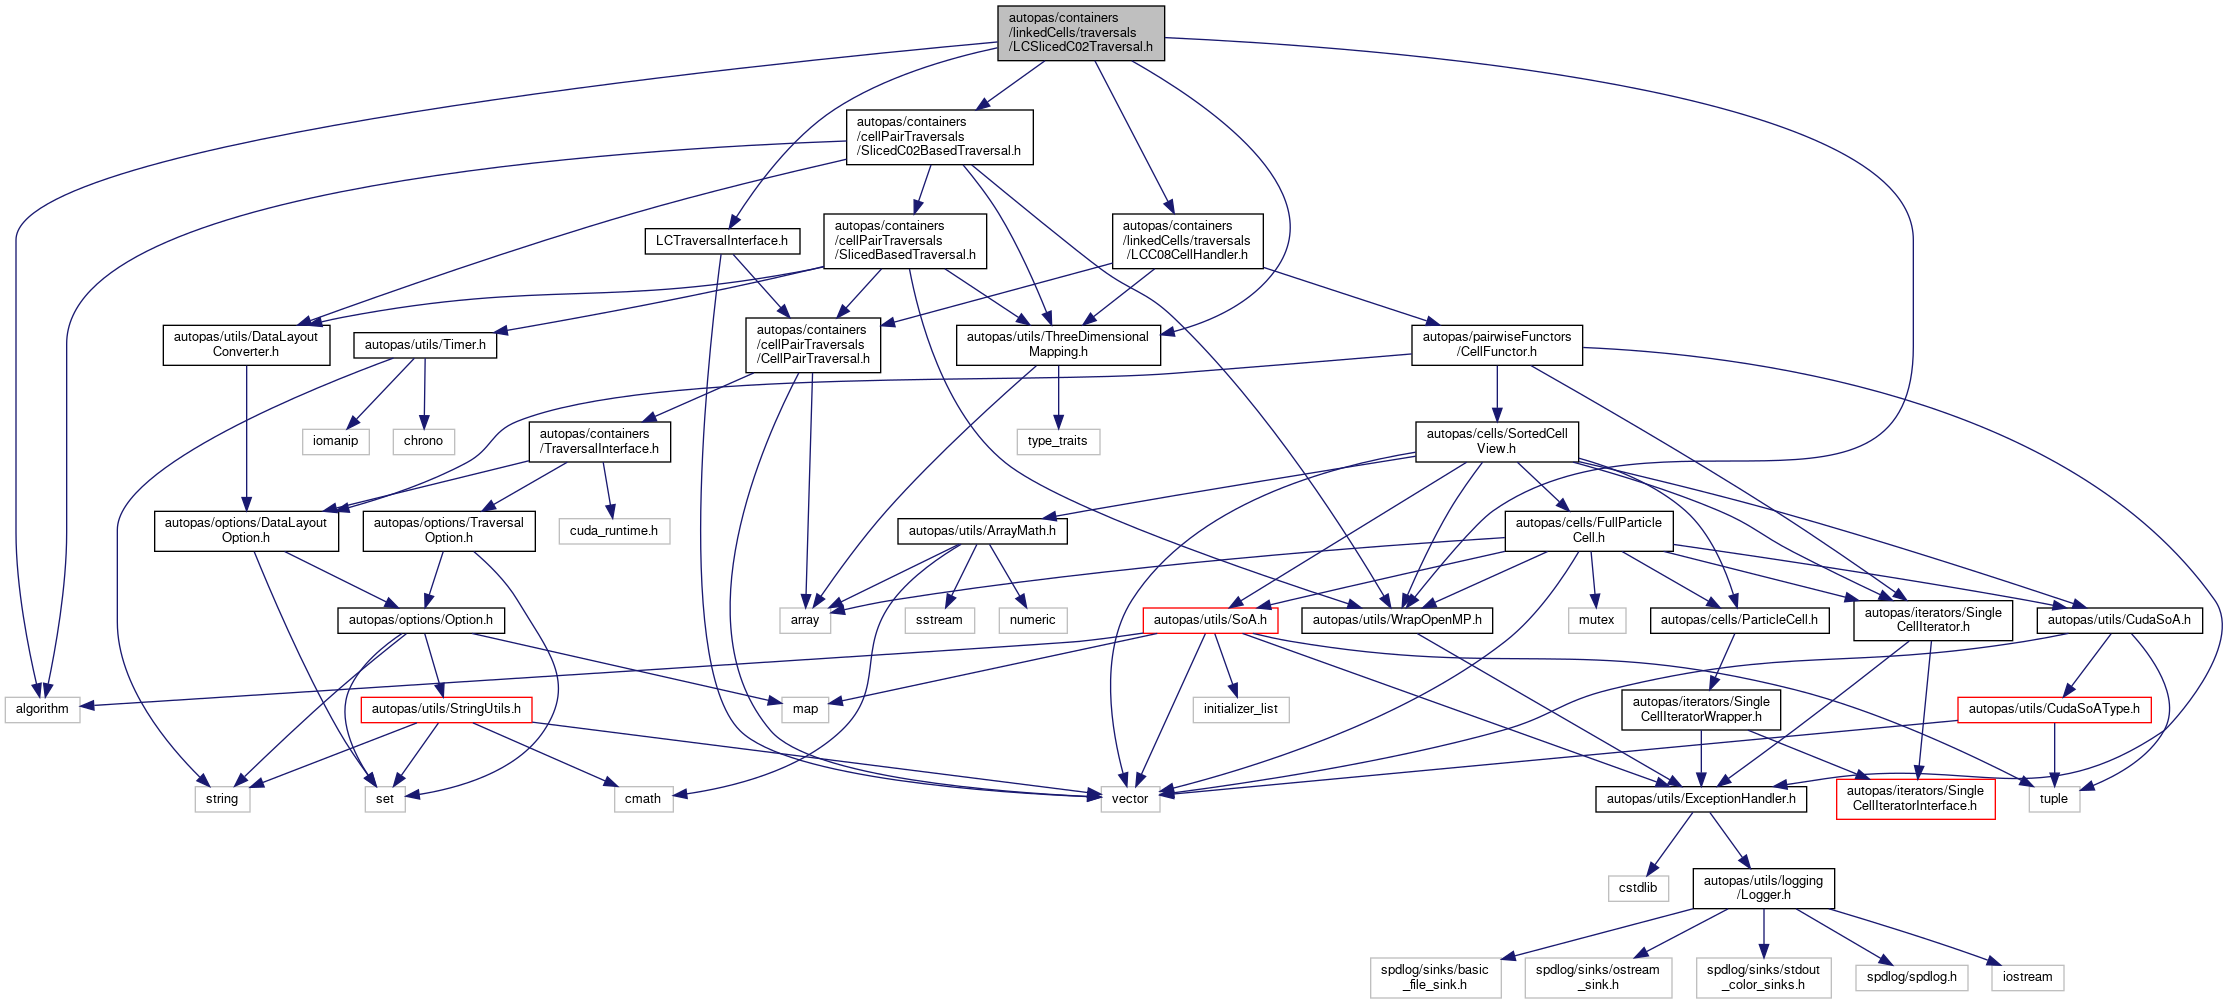 autopas/containers
/linkedCells/traversals
/LCSlicedC02Traversal.h
autopas/containers
/cellPairTraversals
/SlicedC02BasedTraversal.h
LCTraversalInterface.h
autopas/containers
/cellPairTraversals
/SlicedBasedTraversal.h
autopas/containers
/linkedCells/traversals
/LCC08CellHandler.h
autopas/utils/DataLayout
Converter.h
autopas/utils/Timer.h
autopas/containers
/cellPairTraversals
/CellPairTraversal.h
autopas/utils/ThreeDimensional
Mapping.h
autopas/pairwiseFunctors
/CellFunctor.h
iomanip
chrono
autopas/containers
/TraversalInterface.h
type_traits
autopas/cells/SortedCell
View.h
autopas/options/DataLayout
Option.h
autopas/options/Traversal
Option.h
cuda_runtime.h
autopas/utils/ArrayMath.h
autopas/cells/FullParticle
Cell.h
autopas/options/Option.h
array
sstream
numeric
autopas/utils/SoA.h
autopas/utils/WrapOpenMP.h
mutex
autopas/cells/ParticleCell.h
autopas/iterators/Single
CellIterator.h
autopas/utils/CudaSoA.h
algorithm
autopas/utils/StringUtils.h
map
initializer_list
autopas/iterators/Single
CellIteratorWrapper.h
autopas/utils/CudaSoAType.h
string
set
cmath
vector
autopas/utils/ExceptionHandler.h
autopas/iterators/Single
CellIteratorInterface.h
tuple
cstdlib
autopas/utils/logging
/Logger.h
spdlog/sinks/basic
_file_sink.h
spdlog/sinks/ostream
_sink.h
spdlog/sinks/stdout
_color_sinks.h
spdlog/spdlog.h
iostream